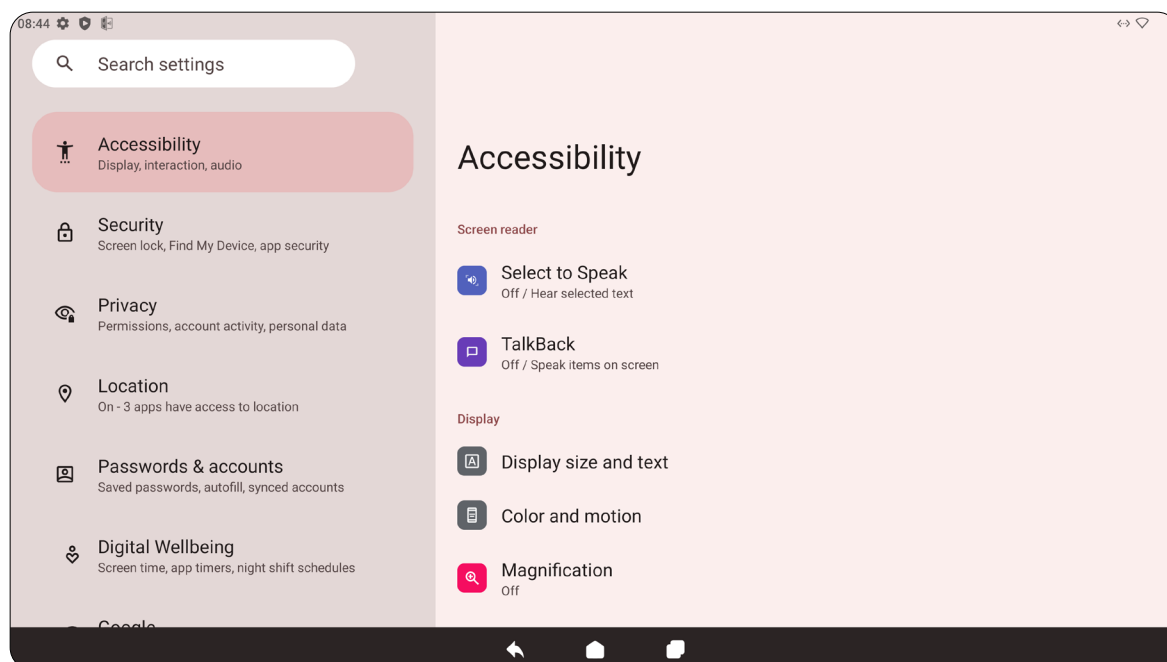 08:44
Search settings
Accessibility
Display, interaction, audio
Security
Screen lock, Find My Device, app security
Privacy
Permissions, account activity, personal data
Location
On - 3 apps have access to location
Passwords & accounts
Saved passwords, autofill, synced accounts
Digital Wellbeing
Screen time, app timers, night shift schedules
Google
Accessibility
Screen reader
Select to Speak
Off / Hear selected text
TalkBack
Off / Speak items on screen
Display
A
Display size and text
Color and motion
Magnification
Off